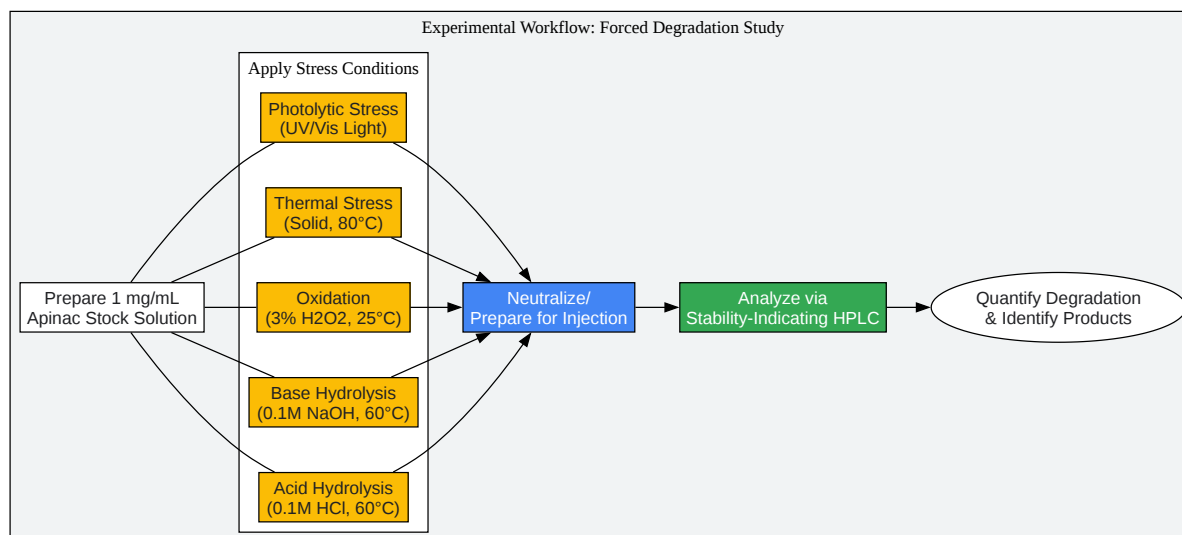 Experimental Workflow: Forced Degradation Study
Apply Stress Conditions
Photolytic Stress
(UV/Vis Light)
Thermal Stress
(Solid, 80°C)
Prepare 1 mg/mL
Apinac Stock Solution
Oxidation
(3% H2O2, 25°C)
Neutralize/
Prepare for Injection
Analyze via
Stability-Indicating HPLC
Quantify Degradation
& Identify Products
Base Hydrolysis
(0.1M NaOH, 60°C)
Acid Hydrolysis
(0.1M HCl, 60°C)